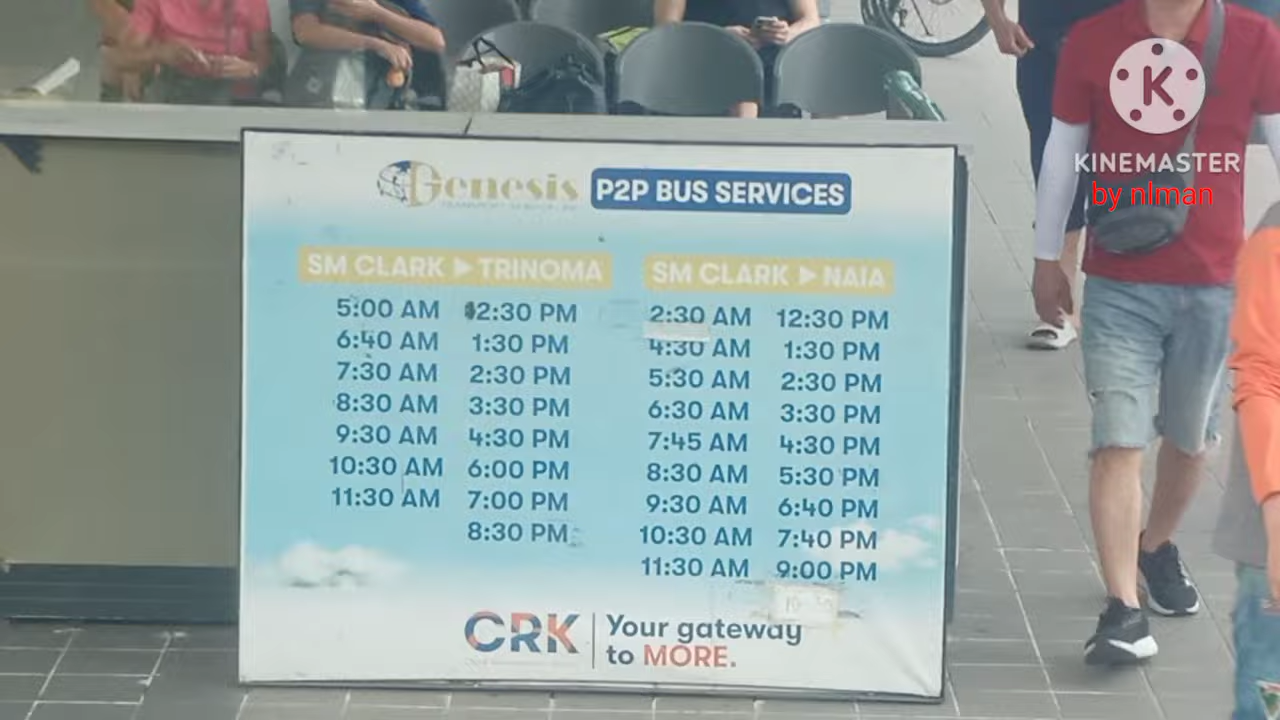 KINEMASTER
by nlman
Genesis P2P BUS SERVICES
SM CLARK ▶ TRINOMA
5:00 AM 12:30 PM
6:40 AM 1:30 PM
7:30 AM 2:30 PM
8:30 AM 3:30 PM
9:30 AM 4:30 PM
10:30 AM 6:00 PM
11:30 AM 7:00 PM
8:30 PM
SM CLARK ▶ NAIA
2:30 AM 12:30 PM
4:30 AM 1:30 PM
5:30 AM 2:30 PM
6:30 AM 3:30 PM
7:45 AM 4:30 PM
8:30 AM 5:30 PM
9:30 AM 6:40 PM
10:30 AM 7:40 PM
11:30 AM 9:00 PM
CRK
Your gateway
to MORE.